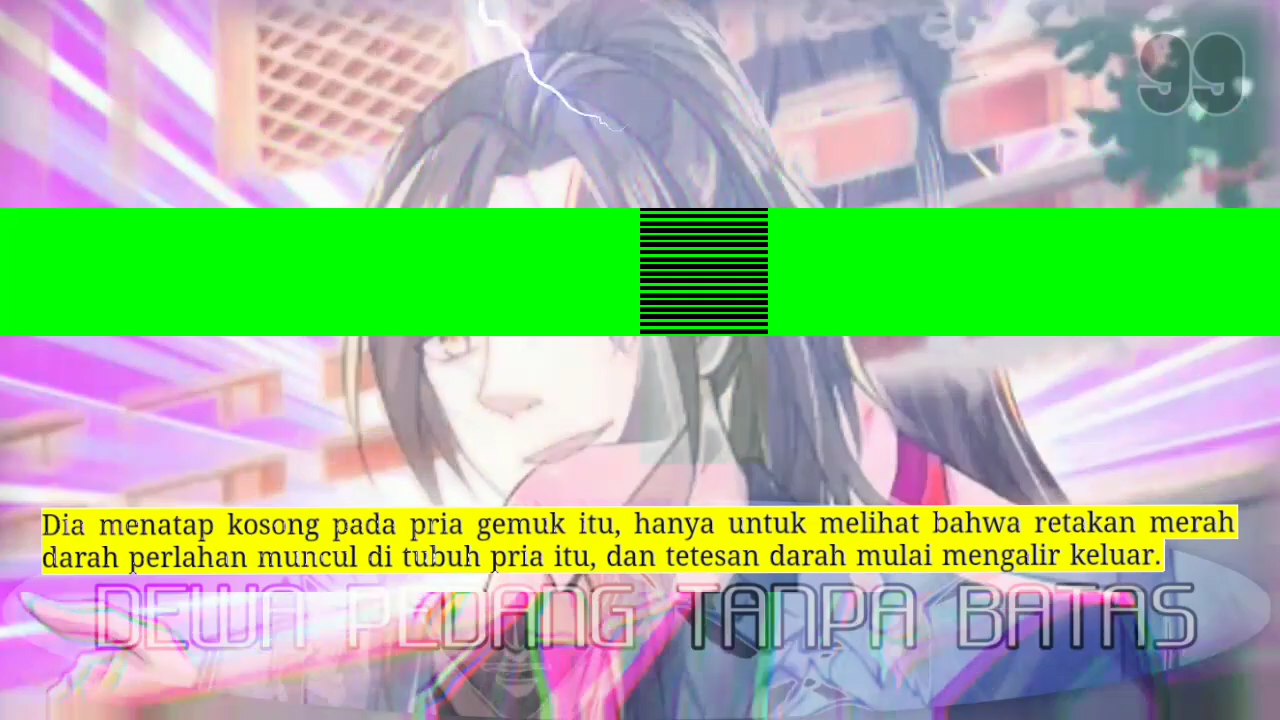 99
Dia menatap kosong pada pria gemuk itu, hanya untuk melihat bahwa retakan merah
darah perlahan muncul di tubuh pria itu, dan tetesan darah mulai mengalir keluar.
DEWA PEDANG TANPA BATAS